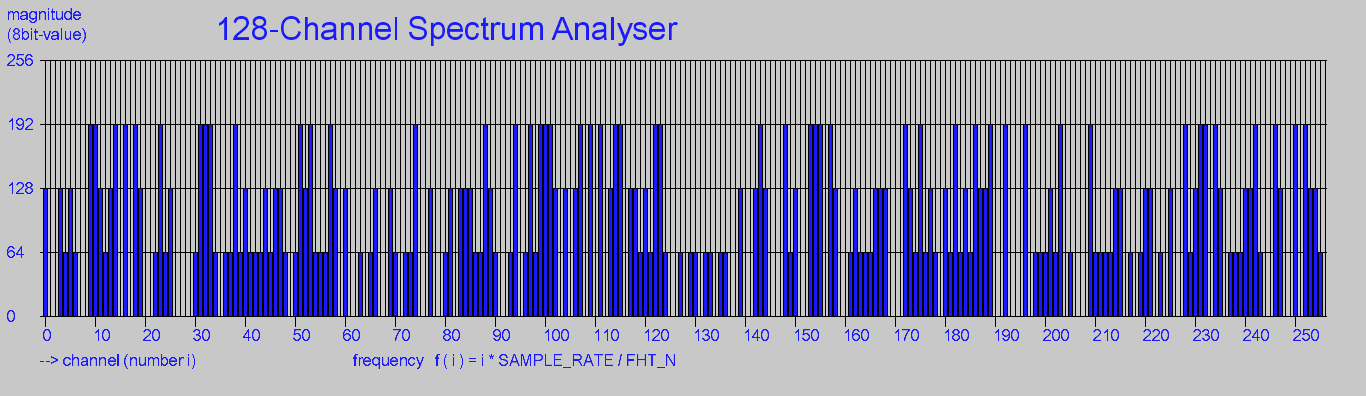 magnitude
(8bit-value)
128-Channel Spectrum Analyser
256
192
128
64
0
0 10 20 30 40 50 60 70 80 90 100 110 120 130 140 150 160 170 180 190 200 210 220 230 240 250
--> channel (number i)
frequency f ( i ) = i * SAMPLE_RATE / FHT_N